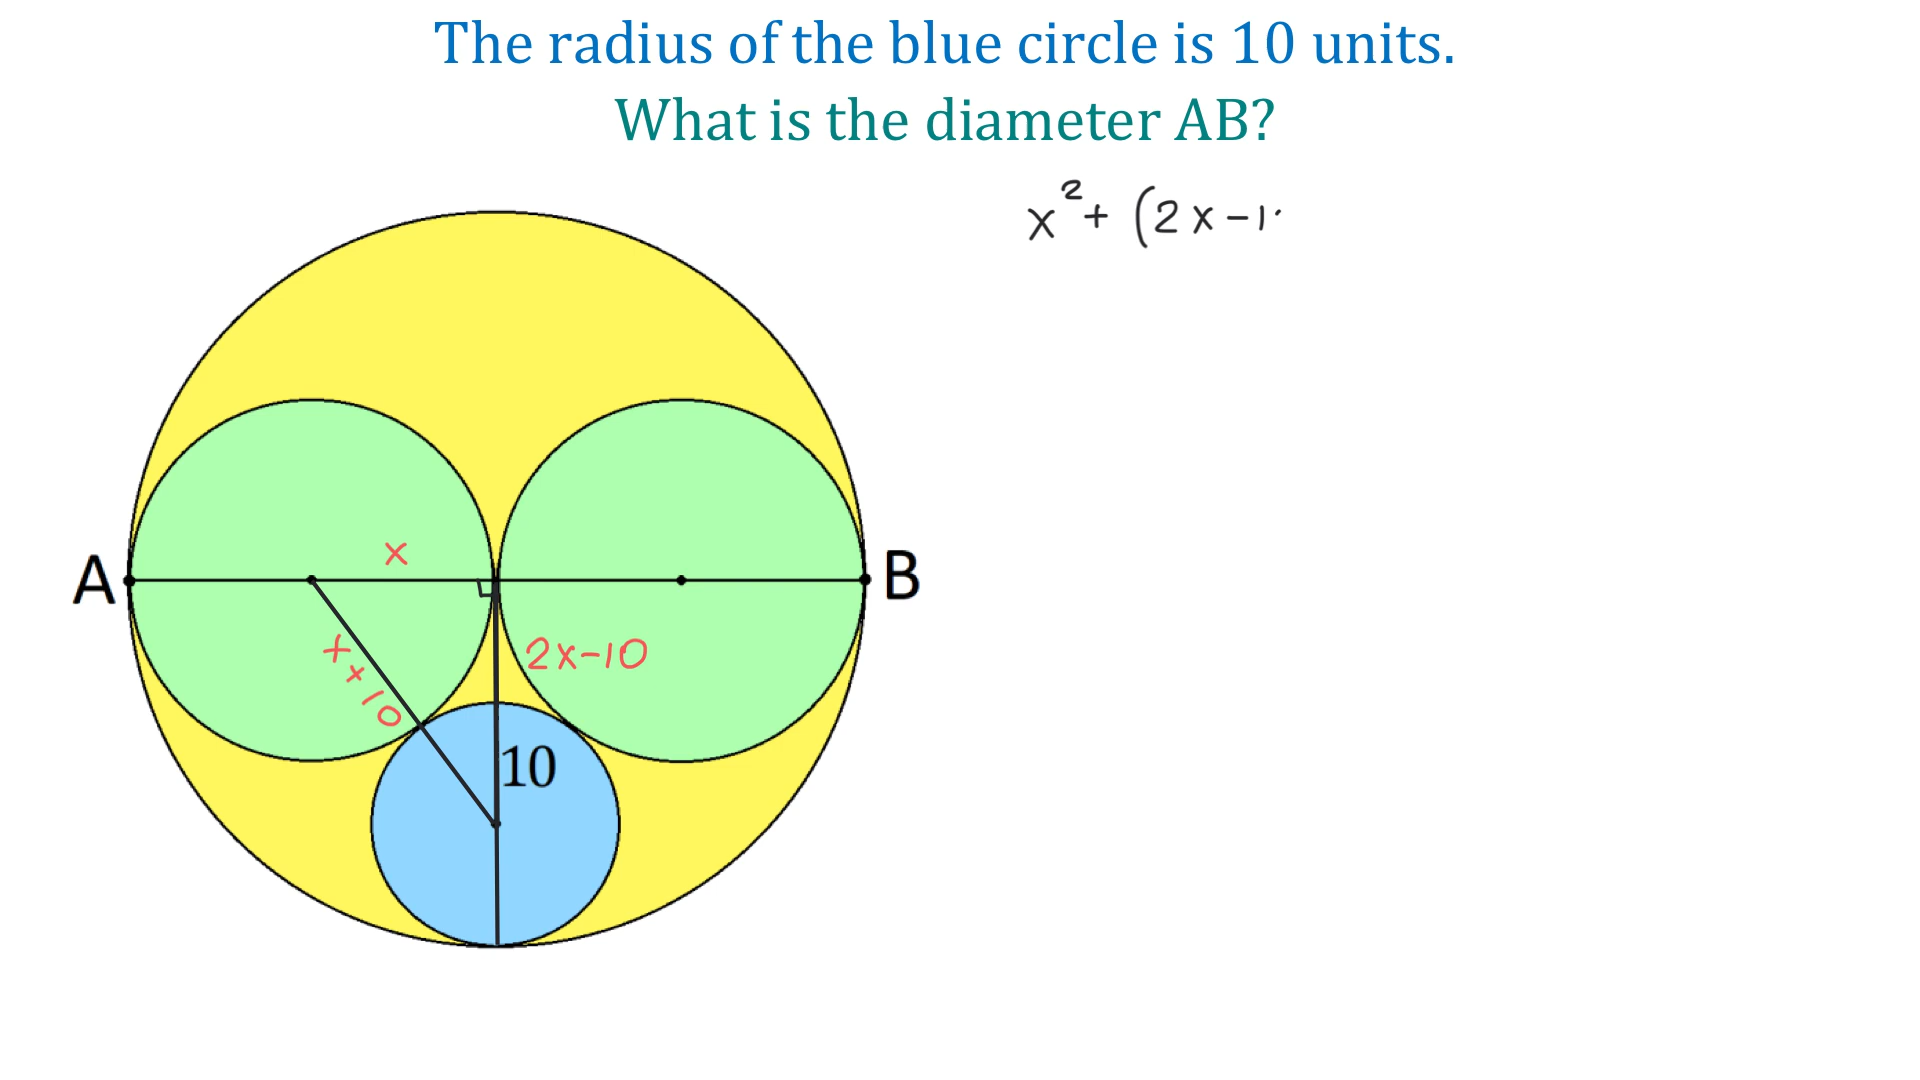 The radius of the blue circle is 10 units.
What is the diameter AB?
x² + (2x-1
x
A
B
x+10
2x-10
10